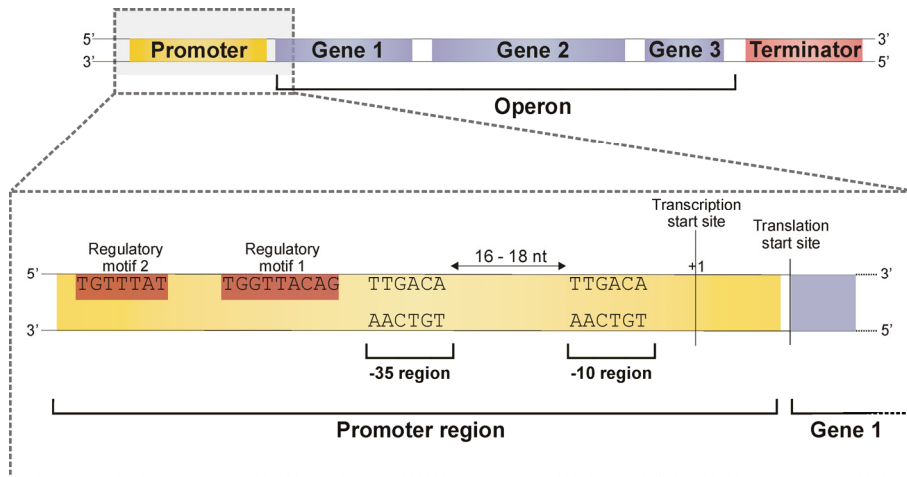 5' Promoter Gene 1 Gene 2 Gene 3 Terminator 3'
3' 5'
Operon
Transcription
start site
Translation
start site
Regulatory
motif 2
Regulatory
motif 1
16 - 18 nt
+1
5' TGTTTAT TGGTTACAG TTGACA TTGACA 3'
AACTGT AACTGT
3' 5'
-35 region -10 region
Promoter region Gene 1